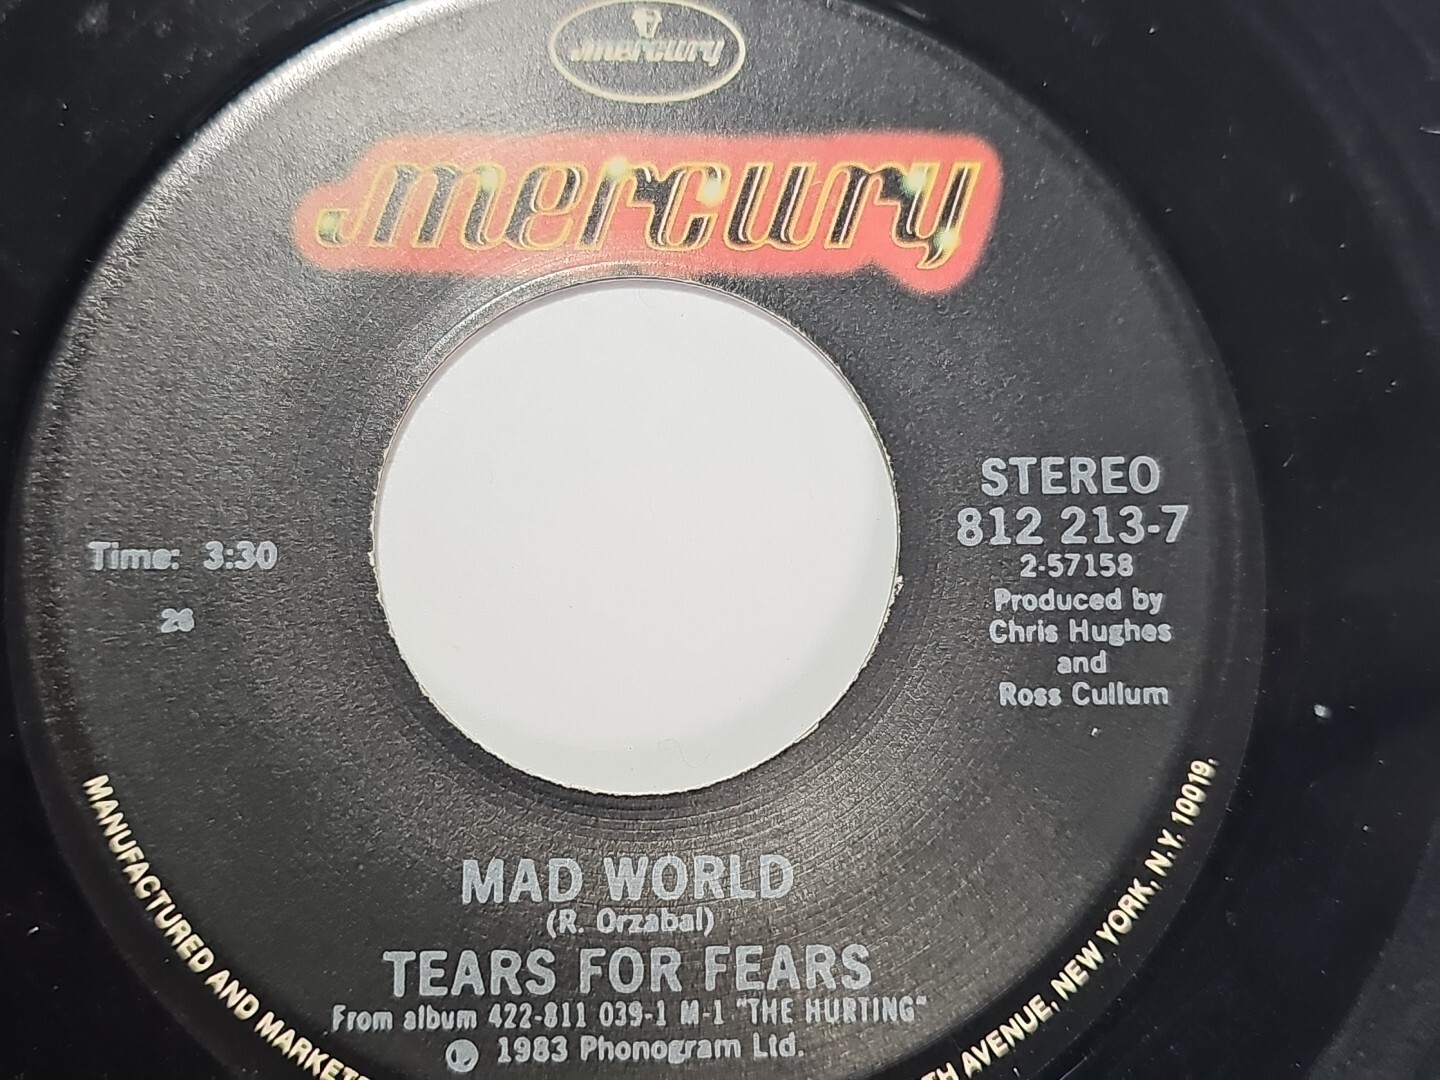 mercury
mercury
STEREO
812 213-7
2-57158
Produced by
Chris Hughes
and
Ross Cullum
Time: 3:30
26
MAD WORLD
(R. Orzabal)
TEARS FOR FEARS
From album 422-811 039-1 M-1 "THE HURTING"
Ⓟ 1983 Phonogram Ltd.
MANUFACTURED AND MARKETE
TH AVENUE, NEW YORK, N.Y. 10019.